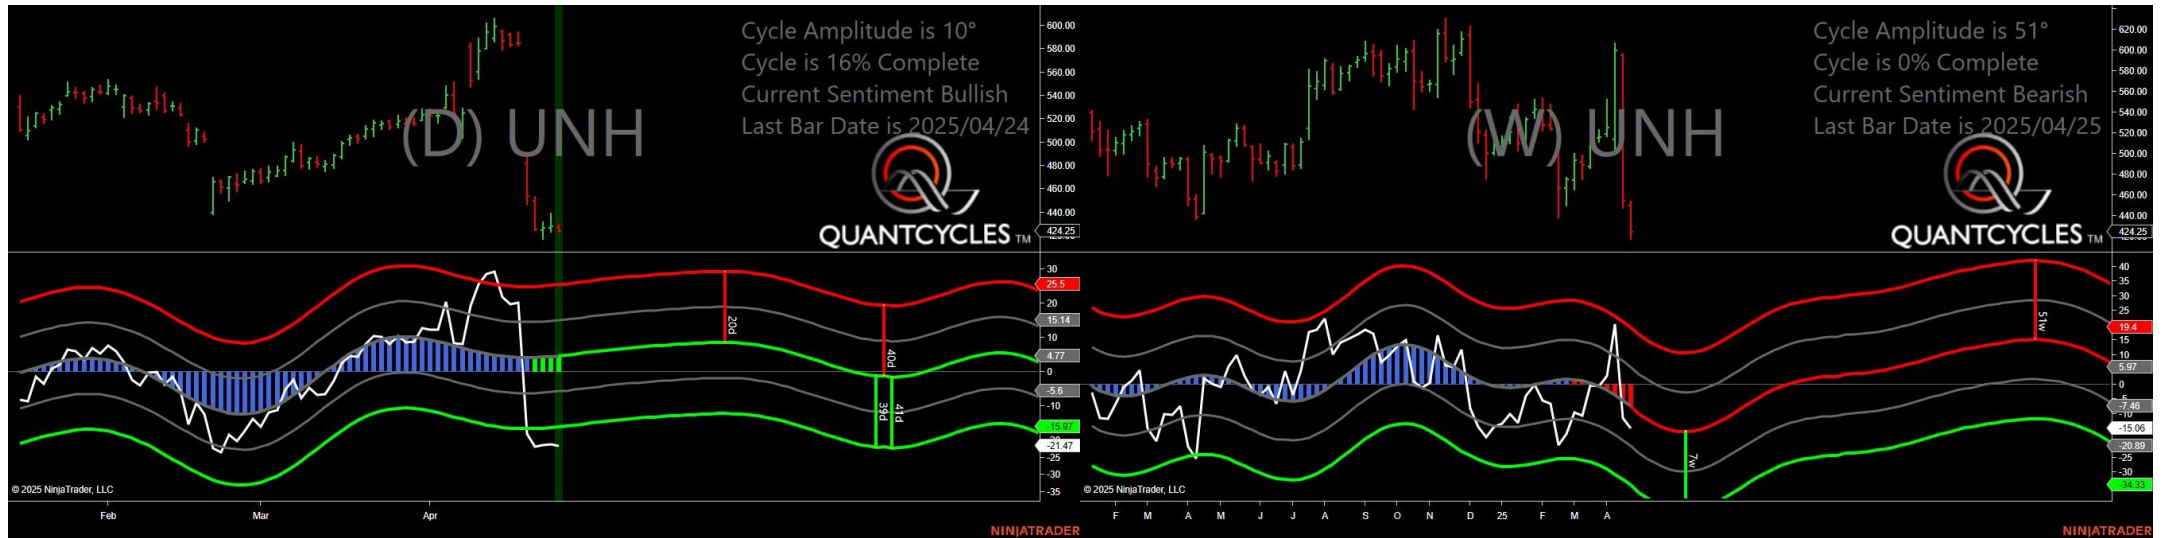 Cycle Amplitude is 10°
Cycle is 16% Complete
Current Sentiment Bullish
Last Bar Date is 2025/04/24
(D) UNH
QUANTCYCLES TM
600.00
580.00
560.00
540.00
520.00
500.00
480.00
460.00
440.00
424.25
30
25.5
20
15.14
10
4.77
0
-5.6
-10
-15.97
-21.47
-25
-30
-35
20d
40d
39d
41d
© 2025 NinjaTrader, LLC
Feb
Mar
Apr
NINJATRADER
Cycle Amplitude is 51°
Cycle is 0% Complete
Current Sentiment Bearish
Last Bar Date is 2025/04/25
(W) UNH
QUANTCYCLES TM
620.00
600.00
580.00
560.00
540.00
520.00
500.00
480.00
460.00
440.00
424.25
40
35
30
25
19.4
15
10
5.97
0
-7.46
-10
-15.06
-20.89
-25
-30
-34.33
51w
7w
© 2025 NinjaTrader, LLC
F
M
A
M
J
J
A
S
O
N
D
25
F
M
A
NINJATRADER